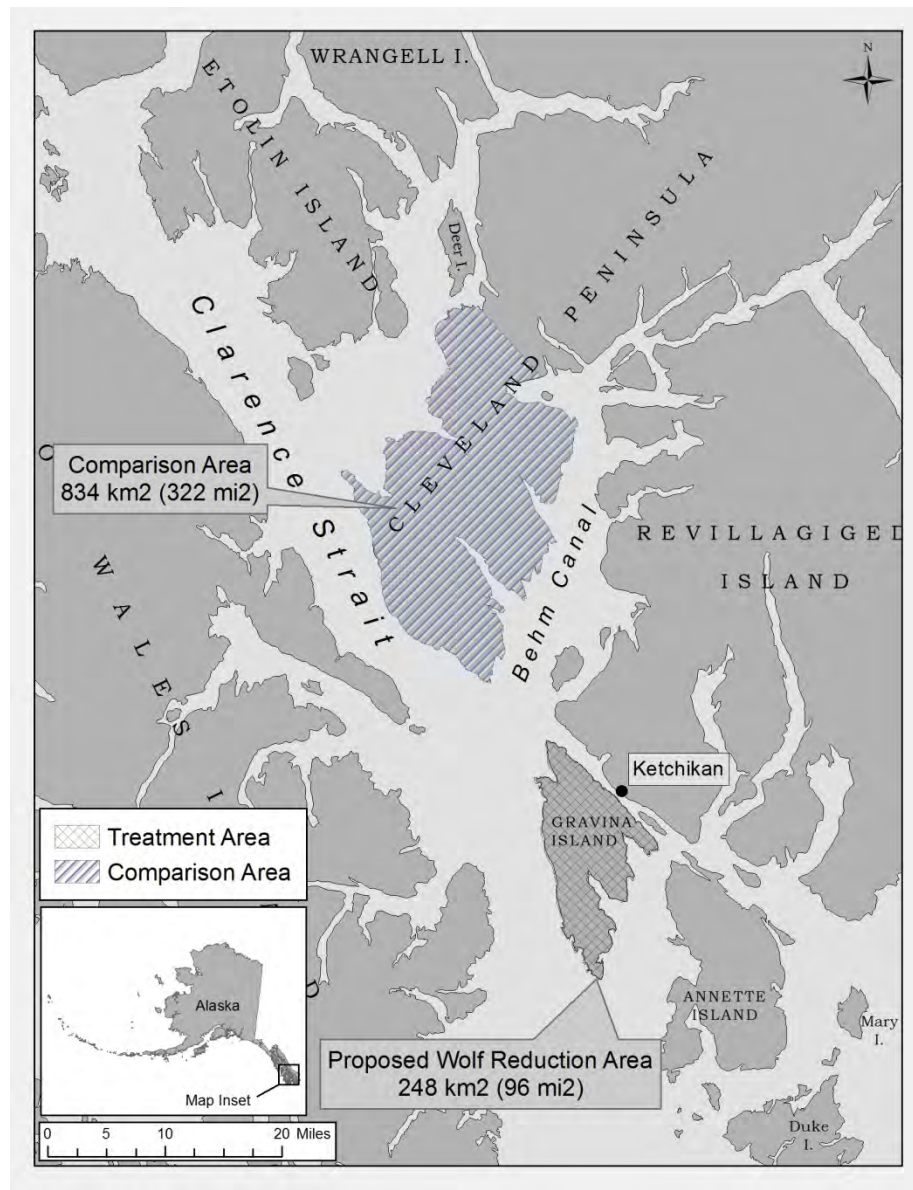 WRANGELL I.
N
ETOLIN ISLAND
Deer I.
PENINSULA
CLEVELAND
Clarence Strait
Comparison Area
834 km2 (322 mi2)
Behm Canal
REVILLAGIGED
ISLAND
O
WALES I
D
Ketchikan
GRAVINA
ISLAND
Treatment Area
Comparison Area
ANNETTE
ISLAND
Mary
I.
Duke
I.
Proposed Wolf Reduction Area
248 km2 (96 mi2)
Alaska
Map Inset
0 5 10 20 Miles